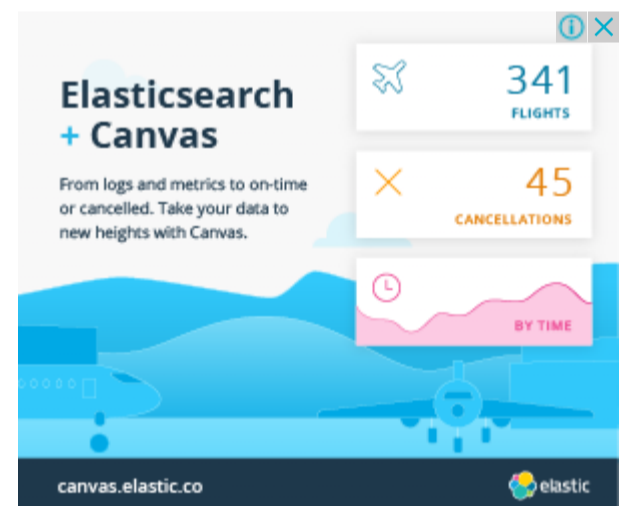 Elasticsearch
+ Canvas
From logs and metrics to on-time
or cancelled. Take your data to
new heights with Canvas.
341
FLIGHTS
45
CANCELLATIONS
BY TIME
canvas.elastic.co
elastic